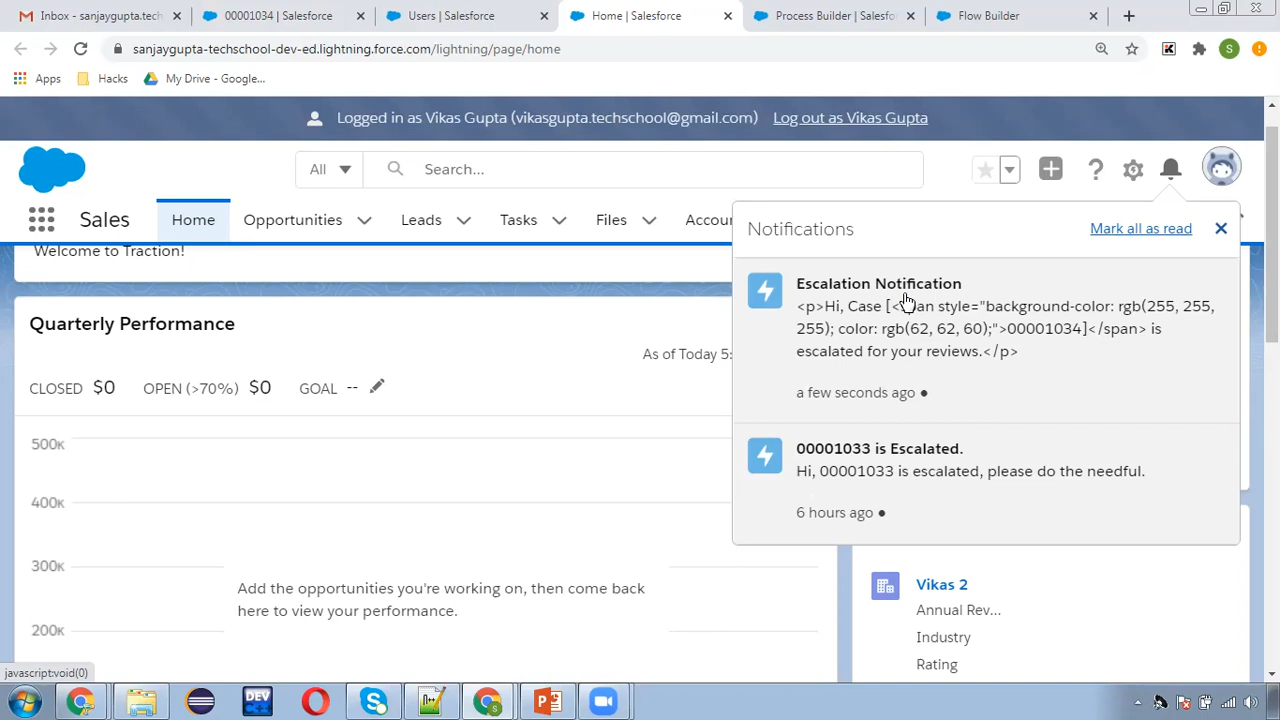 Inbox - sanjaygupta.tech
00001034 | Salesforce
Users | Salesforce
Home | Salesforce
Process Builder | Salesfo
Flow Builder
sanjaygupta-techschool-dev-ed.lightning.force.com/lightning/page/home
S
Apps
Hacks
My Drive - Google...
Logged in as Vikas Gupta (vikasgupta.techschool@gmail.com)
Log out as Vikas Gupta
All
Search...
Sales
Home
Opportunities
Leads
Tasks
Files
Accou
Welcome to Traction!
Notifications
Mark all as read
Escalation Notification
<p>Hi, Case [<span style="background-color: rgb(255, 255,
255); color: rgb(62, 62, 60);">00001034]</span> is
escalated for your reviews.</p>
a few seconds ago
00001033 is Escalated.
Hi, 00001033 is escalated, please do the needful.
6 hours ago
Quarterly Performance
As of Today 5:
CLOSED $0 OPEN (>70%) $0 GOAL --
500K
400K
300K
200K
Add the opportunities you're working on, then come back
here to view your performance.
Vikas 2
Annual Rev...
Industry
Rating
javascript:void(0)
DEV